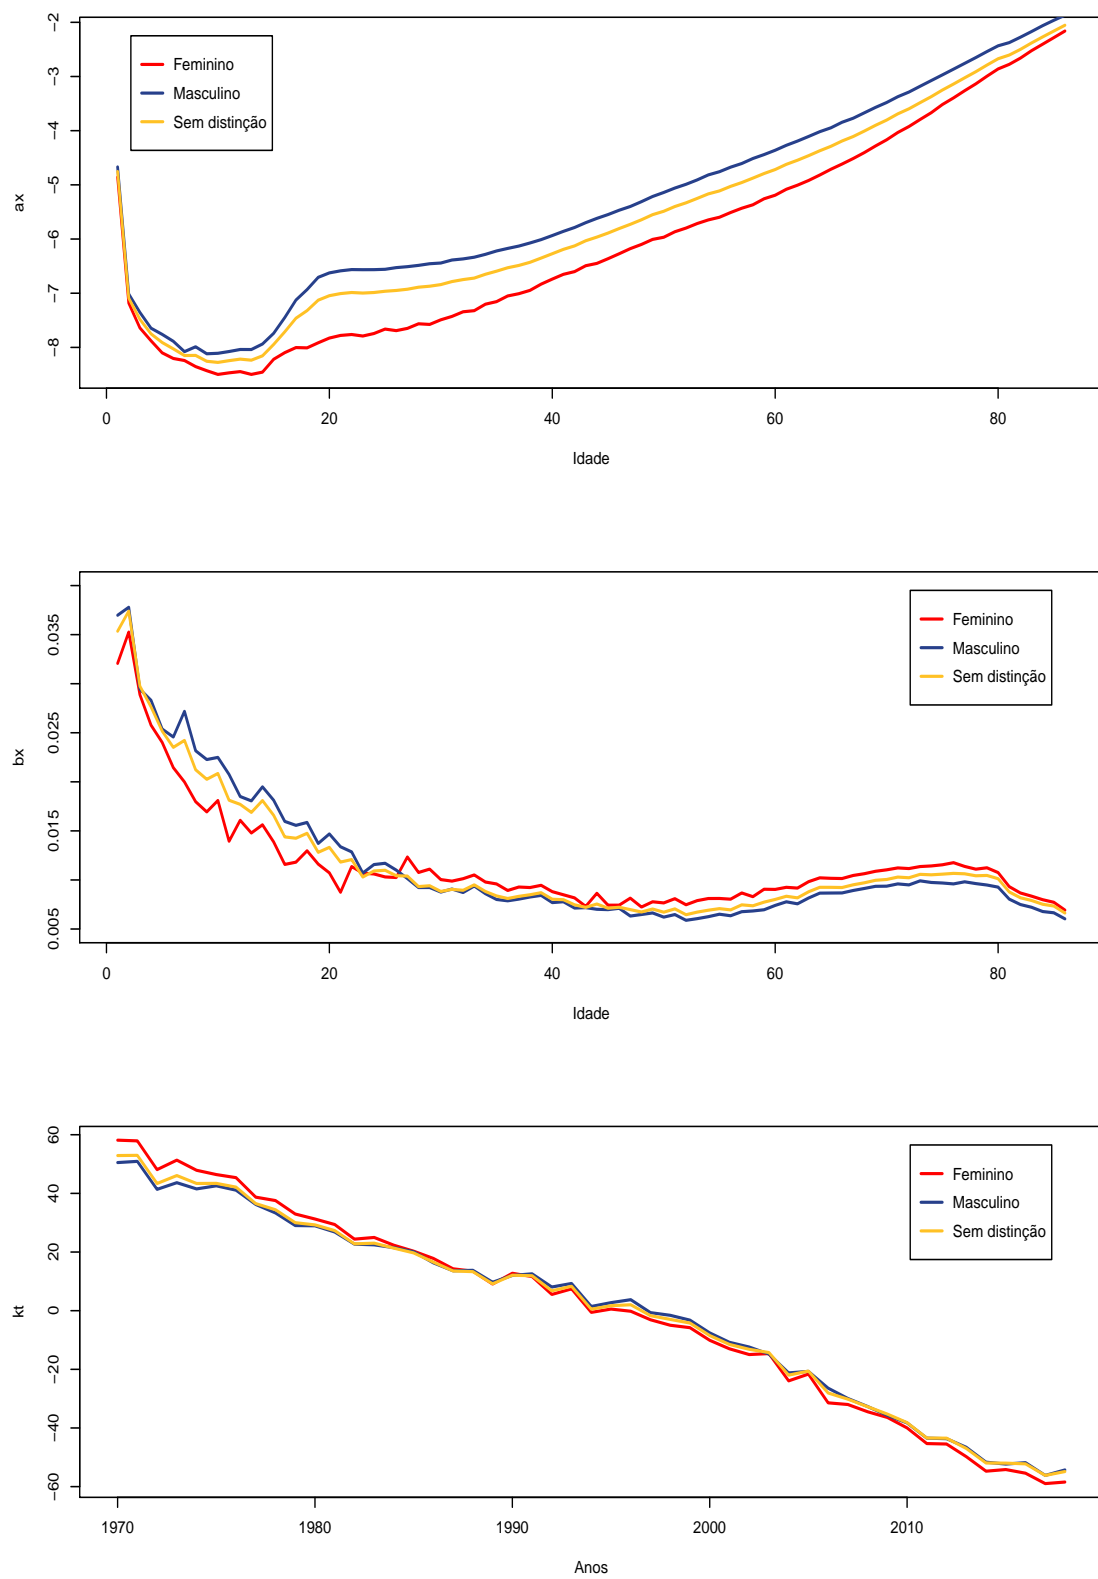 -2
-3
-4
-5
-6
-7
-8
ax
Feminino
Masculino
Sem distinção
0 20 40 60 80
Idade
0.035
0.025
0.015
0.005
bx
Feminino
Masculino
Sem distinção
0 20 40 60 80
Idade
60
40
20
0
-20
-40
-60
kt
Feminino
Masculino
Sem distinção
1970 1980 1990 2000 2010
Anos